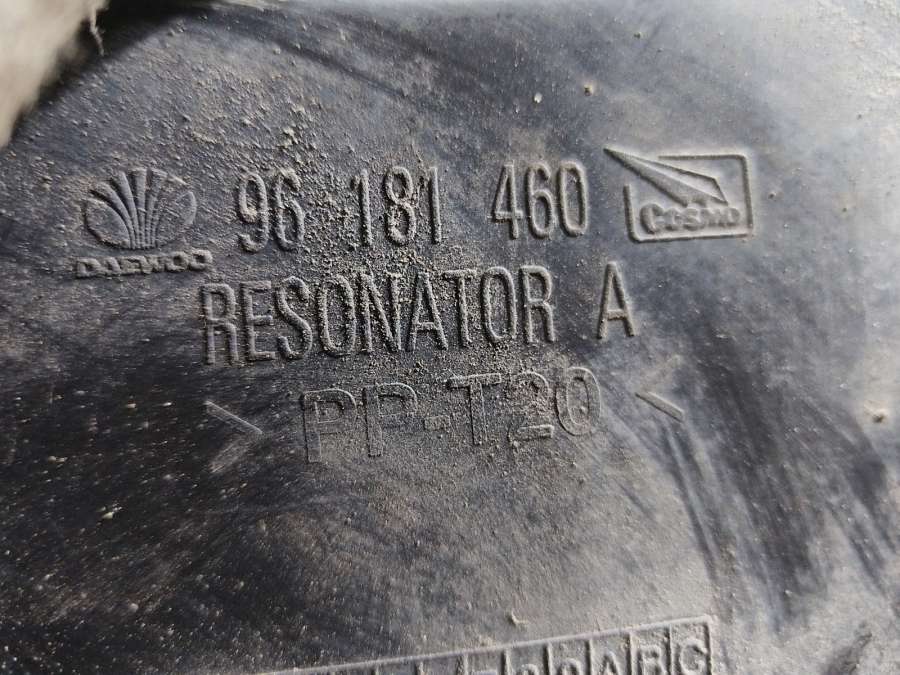 96 181 460 COSMO
DAEWOO
RESONATOR A
>PP-T20<
A B C